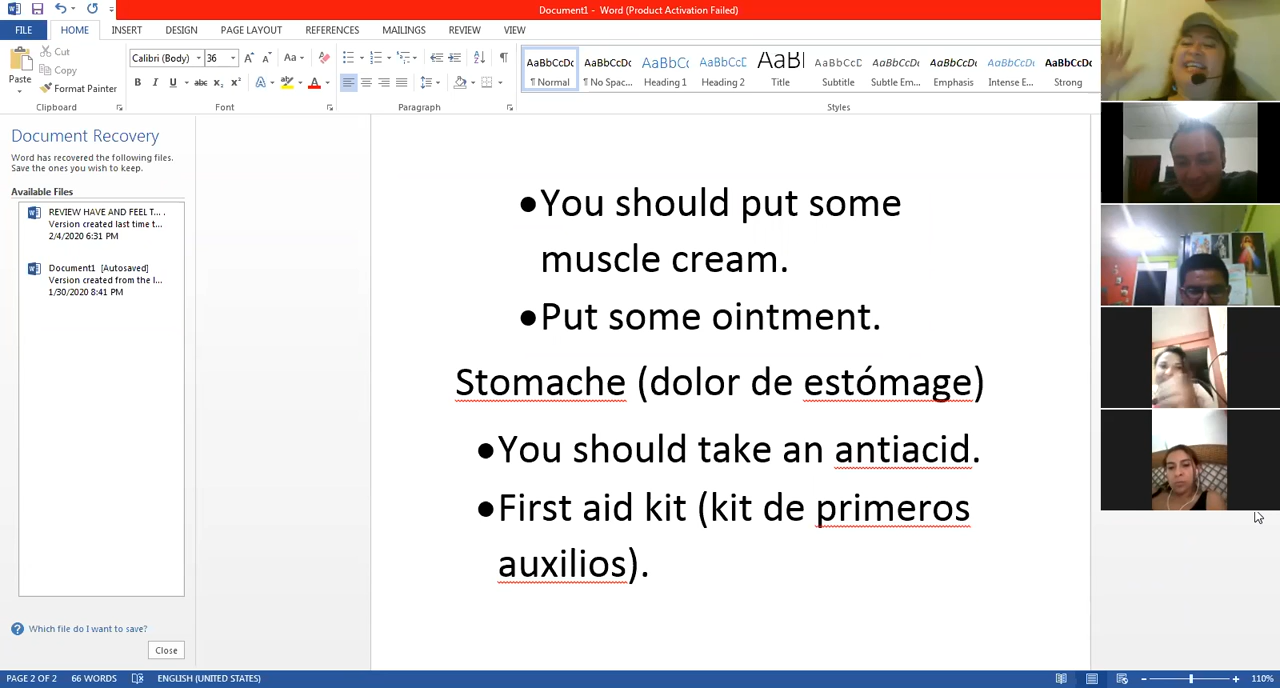 Document1 - Word (Product Activation Failed)
FILE HOME INSERT DESIGN PAGE LAYOUT REFERENCES MAILINGS REVIEW VIEW
Paste
Cut
Copy
Format Painter
Clipboard
Calibri (Body) 36
Font
Paragraph
AaBbCcDc AaBbCcDc AaBbCc AaBbCcC AaBl AaBbCcD AaBbCcDt AaBbCcDt AaBbCcDt AaBbCcDc
¶ Normal ¶ No Spac... Heading 1 Heading 2 Title Subtitle Subtle Em... Emphasis Intense E... Strong
Styles
Document Recovery
Word has recovered the following files.
Save the ones you wish to keep.
Available Files
REVIEW HAVE AND FEEL T... .
Version created last time t...
2/4/2020 6:31 PM
Document1 [Autosaved]
Version created from the l...
1/30/2020 8:41 PM
Which file do I want to save?
Close
•You should put some
muscle cream.
•Put some ointment.
Stomache (dolor de estómage)
•You should take an antiacid.
•First aid kit (kit de primeros
auxilios).
PAGE 2 OF 2 66 WORDS ENGLISH (UNITED STATES) 110%